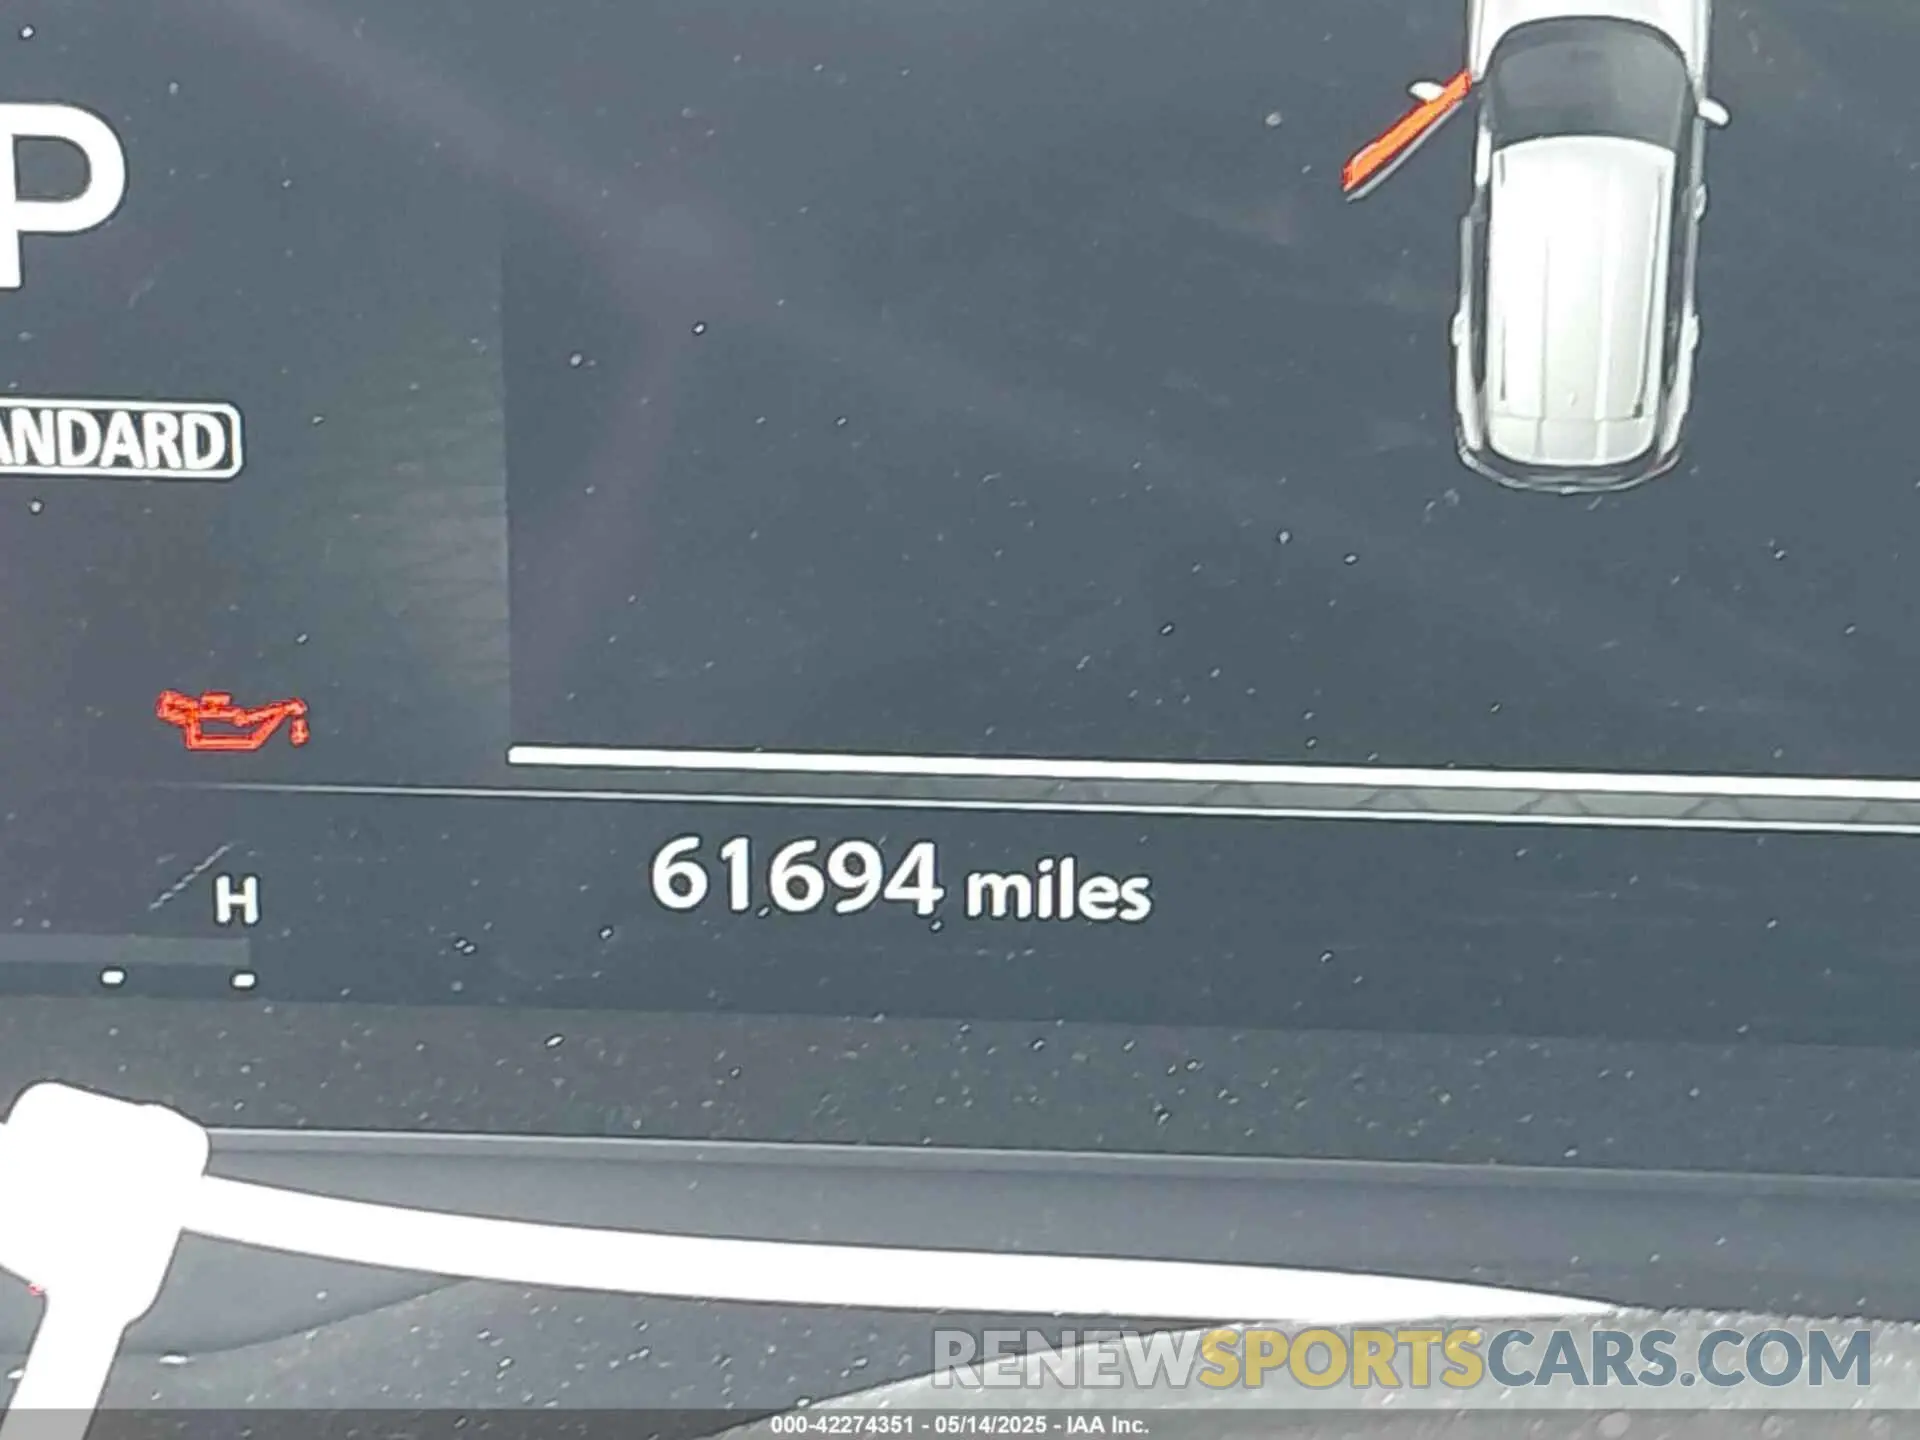 P
ANDARD
61694 miles
H
RENEWSPORTSCARS.COM
000-42274351 - 05/14/2025 - IAA Inc.